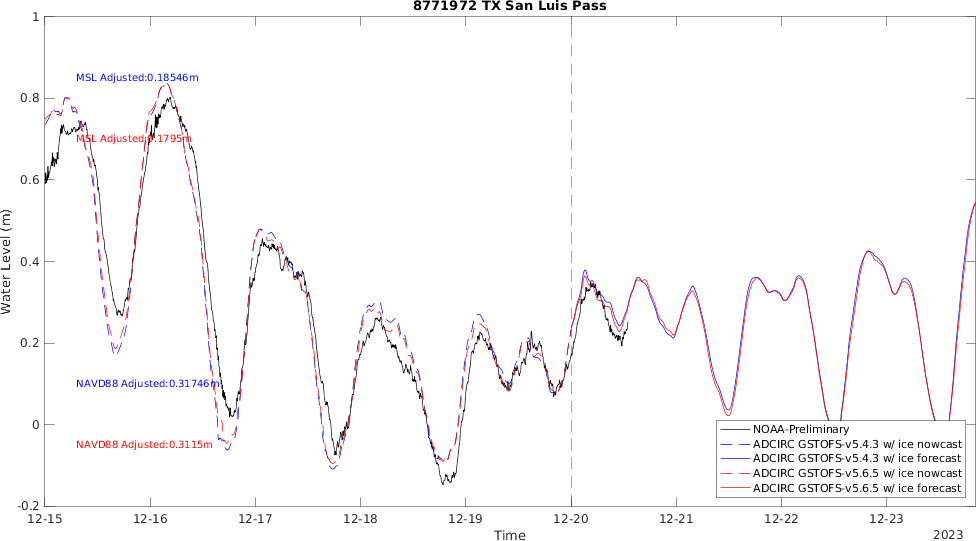 8771972 TX San Luis Pass
1
0.8
0.6
0.4
0.2
0
-0.2
Water Level (m)
MSL Adjusted:0.18546m
MSL Adjusted:0.1795m
NAVD88 Adjusted:0.31746m
NAVD88 Adjusted:0.3115m
NOAA-Preliminary
ADCIRC GSTOFS-v5.4.3 w/ ice nowcast
ADCIRC GSTOFS-v5.4.3 w/ ice forecast
ADCIRC GSTOFS-v5.6.5 w/ ice nowcast
ADCIRC GSTOFS-v5.6.5 w/ ice forecast
12-15 12-16 12-17 12-18 12-19 12-20 12-21 12-22 12-23
Time
2023